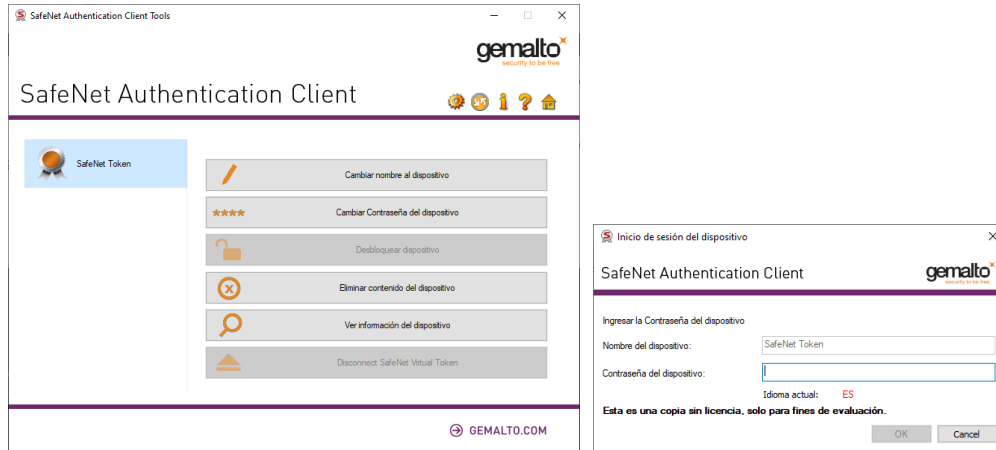 SafeNet Authentication Client Tools
gemalto
security to be free
SafeNet Authentication Client
SafeNet Token
Cambiar nombre al dispositivo
**** Cambiar Contraseña del dispositivo
Desbloquear dispositivo
Eliminar contenido del dispositivo
Ver información del dispositivo
Disconnect SafeNet Virtual Token
GEMALTO.COM
Inicio de sesión del dispositivo
SafeNet Authentication Client
gemalto
security to be free
Ingresar la Contraseña del dispositivo
Nombre del dispositivo: SafeNet Token
Contraseña del dispositivo:
Idioma actual: ES
Esta es una copia sin licencia, solo para fines de evaluación.
OK Cancel